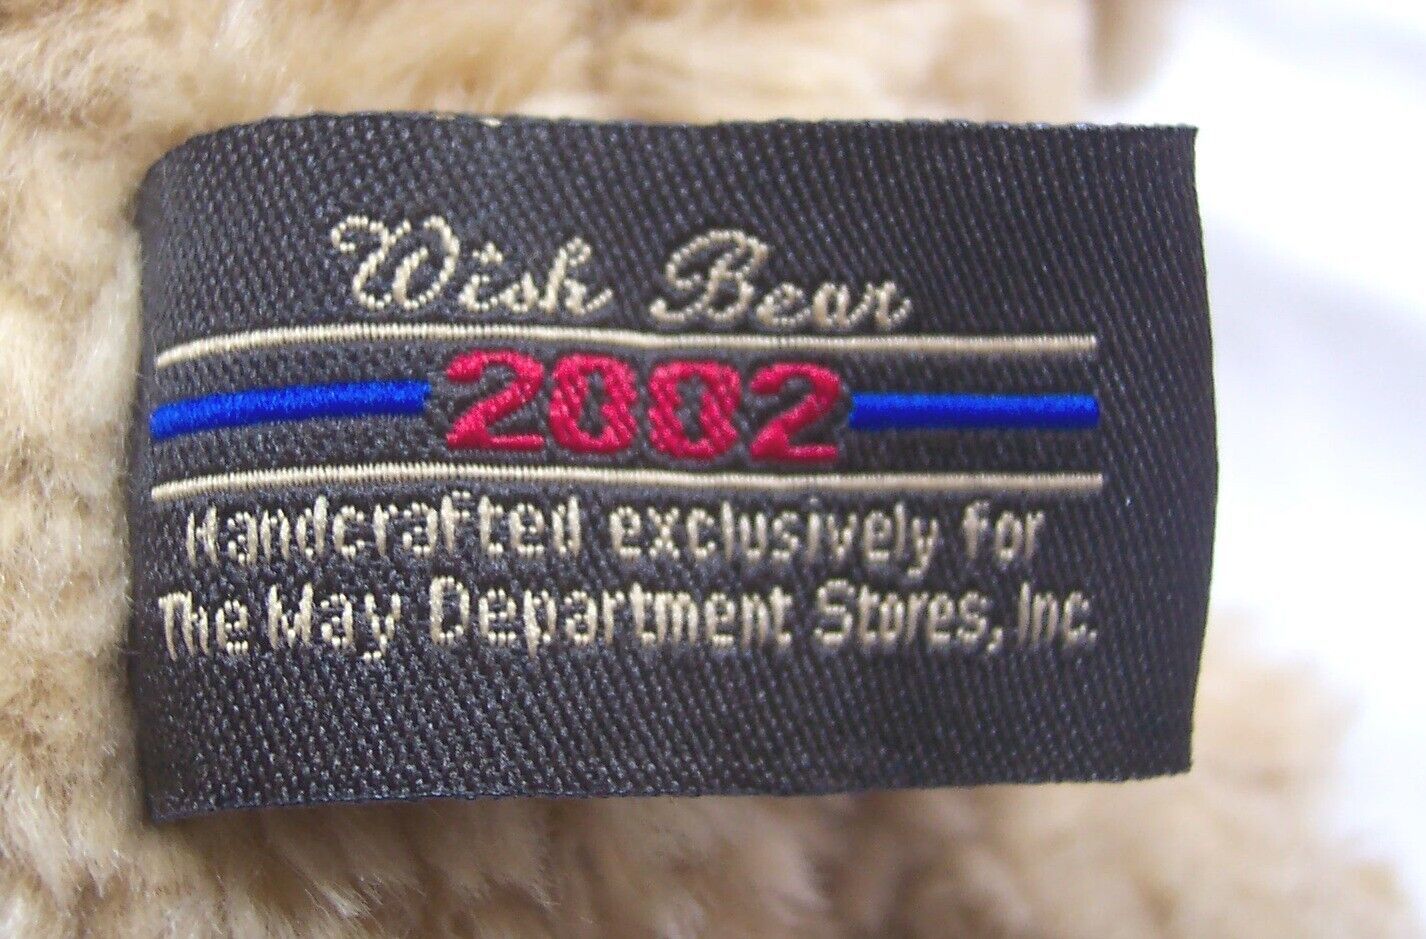 Wish Bear
2002
Handcrafted exclusively for
The May Department Stores, Inc.